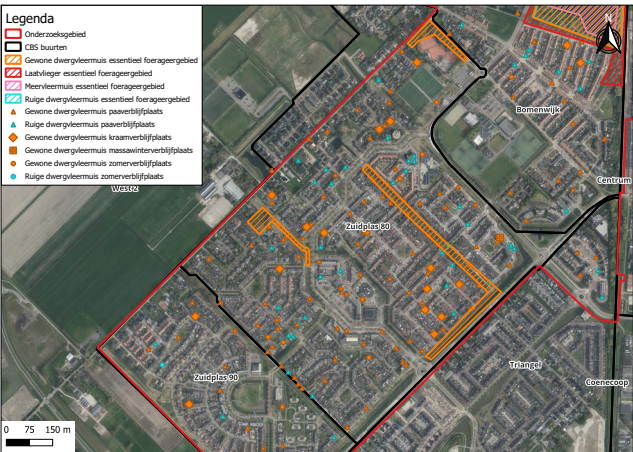 Legenda
Onderzoeksgebied
CBS buurten
Gewone dwergvleermuis essentieel foerageergebied
Laatvlieger essentieel foerageergebied
Meervleermuis essentieel foerageergebied
Ruige dwergvleermuis essentieel foerageergebied
Gewone dwergvleermuis paaverblijfplaats
Ruige dwergvleermuis paaverblijfplaats
Gewone dwergvleermuis kraamverblijfplaats
Gewone dwergvleermuis massawinterverblijfplaats
Gewone dwergvleermuis zomerverblijfplaats
Ruige dwergvleermuis zomerverblijfplaats
N
Bomenwijk
Centrum
West-2
Zuidplas 80
Triangel
Zuidplas 90
Coenecoop
0 75 150 m